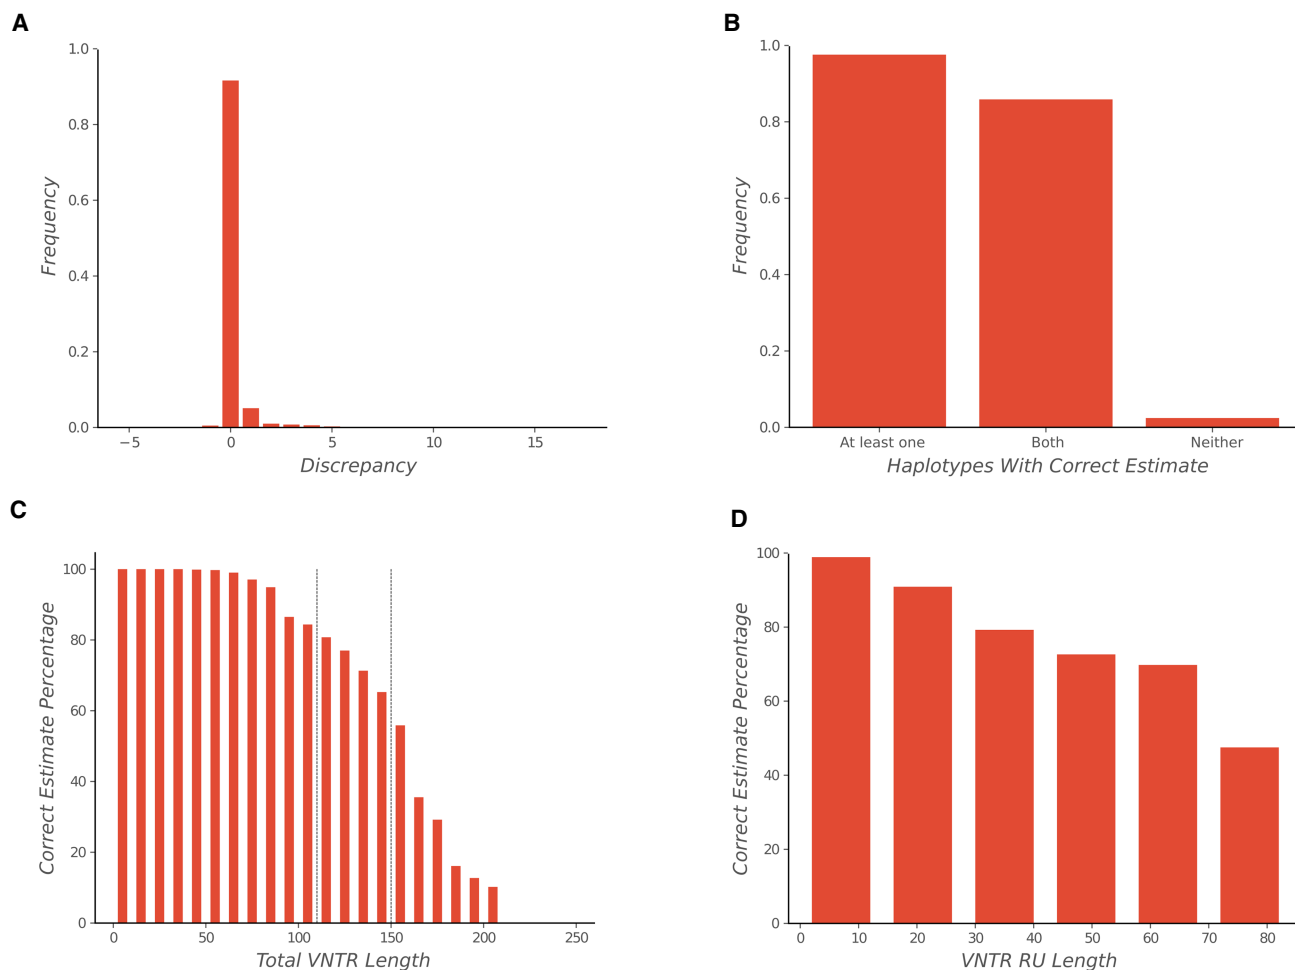 A
1.0
0.8
0.6
0.4
0.2
0.0
Frequency
−5 0 5 10 15
Discrepancy
B
1.0
0.8
0.6
0.4
0.2
0.0
Frequency
At least one Both Neither
Haplotypes With Correct Estimate
C
100
80
60
40
20
0
Correct Estimate Percentage
0 50 100 150 200 250
Total VNTR Length
D
100
80
60
40
20
0
Correct Estimate Percentage
0 10 20 30 40 50 60 70 80
VNTR RU Length